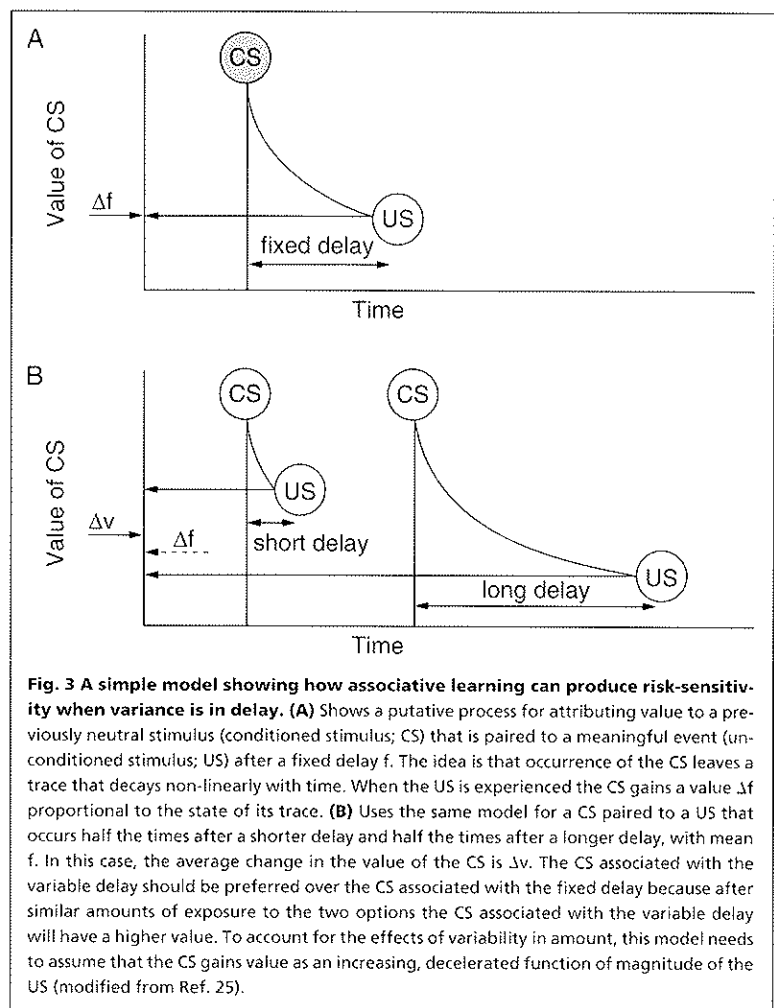 A
CS
Value of CS
Δf
US
fixed delay
Time
B
CS
CS
Value of CS
US
Δv
Δf
short delay
US
long delay
Time
Fig. 3 A simple model showing how associative learning can produce risk-sensitiv-
ity when variance is in delay. (A) Shows a putative process for attributing value to a pre-
viously neutral stimulus (conditioned stimulus; CS) that is paired to a meaningful event (un-
conditioned stimulus; US) after a fixed delay f. The idea is that occurrence of the CS leaves a
trace that decays non-linearly with time. When the US is experienced the CS gains a value Δf
proportional to the state of its trace. (B) Uses the same model for a CS paired to a US that
occurs half the times after a shorter delay and half the times after a longer delay, with mean
f. In this case, the average change in the value of the CS is Δv. The CS associated with the
variable delay should be preferred over the CS associated with the fixed delay because after
similar amounts of exposure to the two options the CS associated with the variable delay
will have a higher value. To account for the effects of variability in amount, this model needs
to assume that the CS gains value as an increasing, decelerated function of magnitude of the
US (modified from Ref. 25).